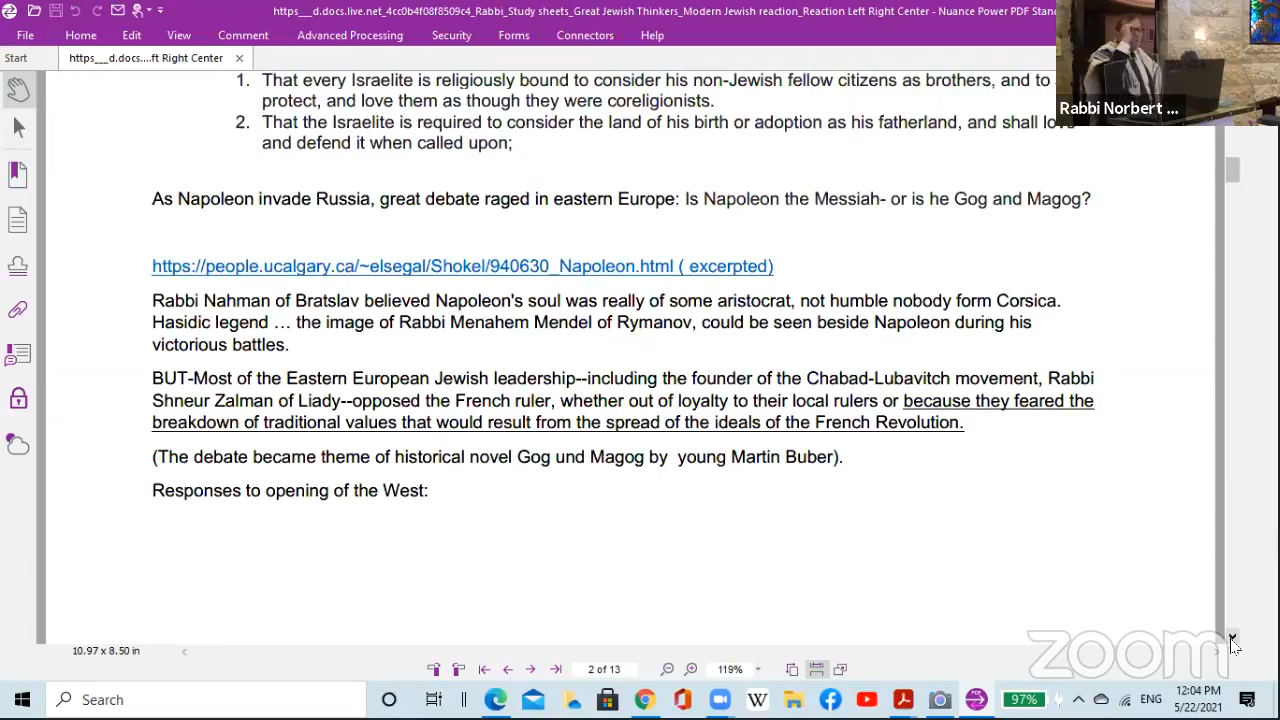 https___d.docs.live.net_4cc0b4f08f8509c4_Rabbi_Study sheets_Great Jewish Thinkers_Modern Jewish reaction_Reaction Left Right Center - Nuance Power PDF Stan
File Home Edit View Comment Advanced Processing Security Forms Connectors Help
Start https___d.docs....ft Right Center
Rabbi Norbert ...
1. That every Israelite is religiously bound to consider his non-Jewish fellow citizens as brothers, and to
protect, and love them as though they were coreligionists.
2. That the Israelite is required to consider the land of his birth or adoption as his fatherland, and shall love
and defend it when called upon;
As Napoleon invade Russia, great debate raged in eastern Europe: Is Napoleon the Messiah- or is he Gog and Magog?
https://people.ucalgary.ca/~elsegal/Shokel/940630_Napoleon.html ( excerpted)
Rabbi Nahman of Bratslav believed Napoleon's soul was really of some aristocrat, not humble nobody form Corsica.
Hasidic legend … the image of Rabbi Menahem Mendel of Rymanov, could be seen beside Napoleon during his
victorious battles.
BUT-Most of the Eastern European Jewish leadership--including the founder of the Chabad-Lubavitch movement, Rabbi
Shneur Zalman of Liady--opposed the French ruler, whether out of loyalty to their local rulers or because they feared the
breakdown of traditional values that would result from the spread of the ideals of the French Revolution.
(The debate became theme of historical novel Gog und Magog by young Martin Buber).
Responses to opening of the West:
zoom
10.97 x 8.50 in
2 of 13 119%
Search
97% ENG 12:04 PM
5/22/2021